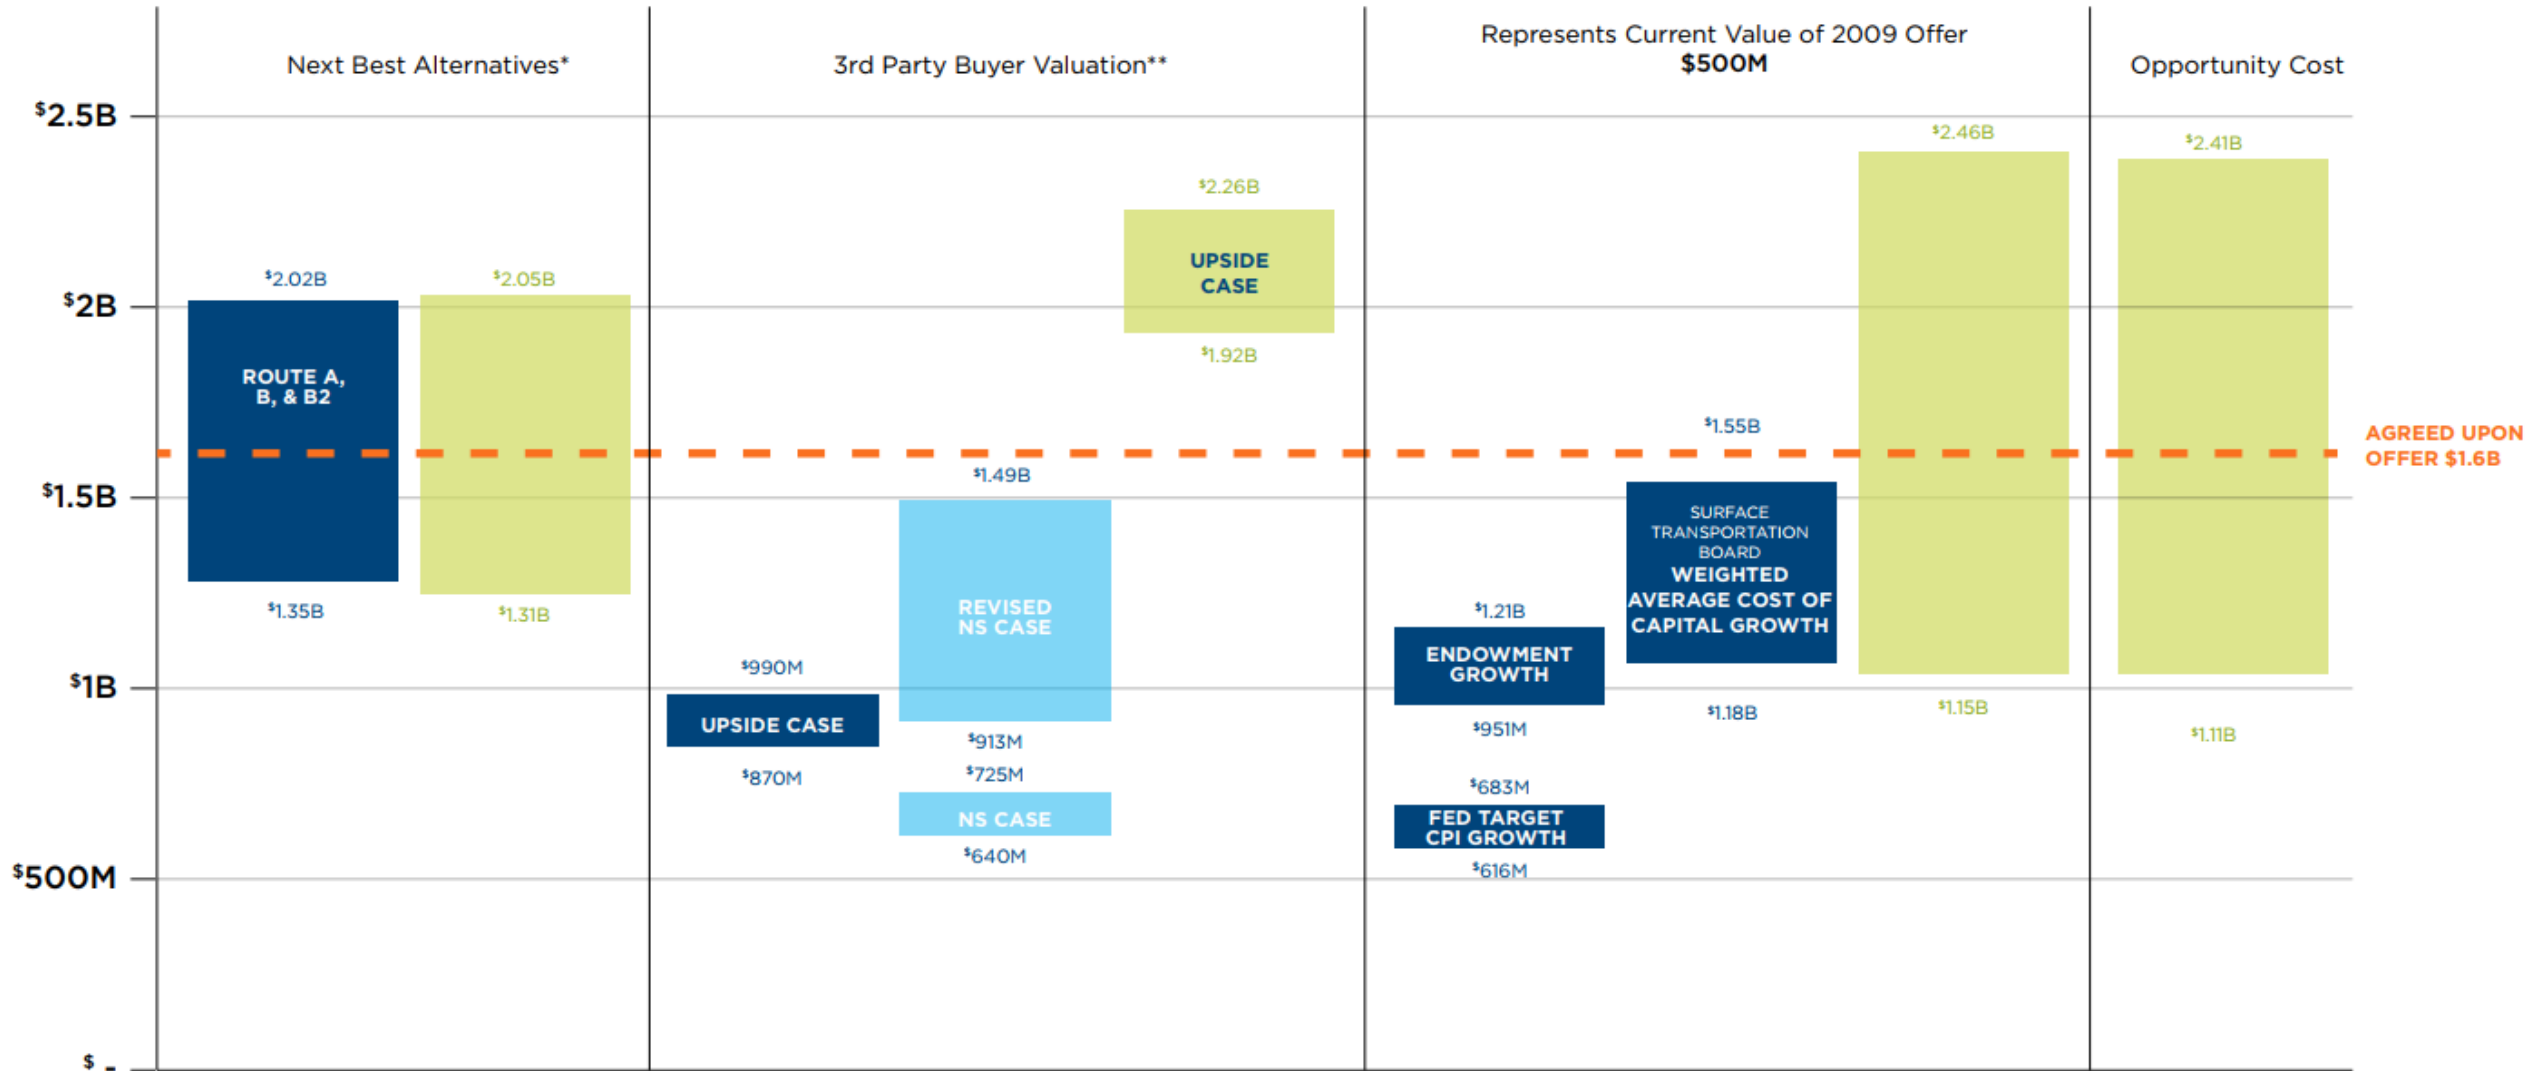 Next Best Alternatives*
3rd Party Buyer Valuation**
Represents Current Value of 2009 Offer
$500M
Opportunity Cost
$2.5B
$2B
$1.5B
$1B
$500M
$ -
$2.02B
ROUTE A,
B, & B2
$1.35B
$2.05B
$1.31B
$990M
UPSIDE CASE
$870M
$1.49B
REVISED
NS CASE
$913M
$725M
NS CASE
$640M
$2.26B
UPSIDE
CASE
$1.92B
$1.21B
ENDOWMENT
GROWTH
$951M
$683M
FED TARGET
CPI GROWTH
$616M
$1.55B
SURFACE
TRANSPORTATION
BOARD
WEIGHTED
AVERAGE COST OF
CAPITAL GROWTH
$1.18B
$2.46B
$1.15B
$2.41B
$1.11B
AGREED UPON
OFFER $1.6B